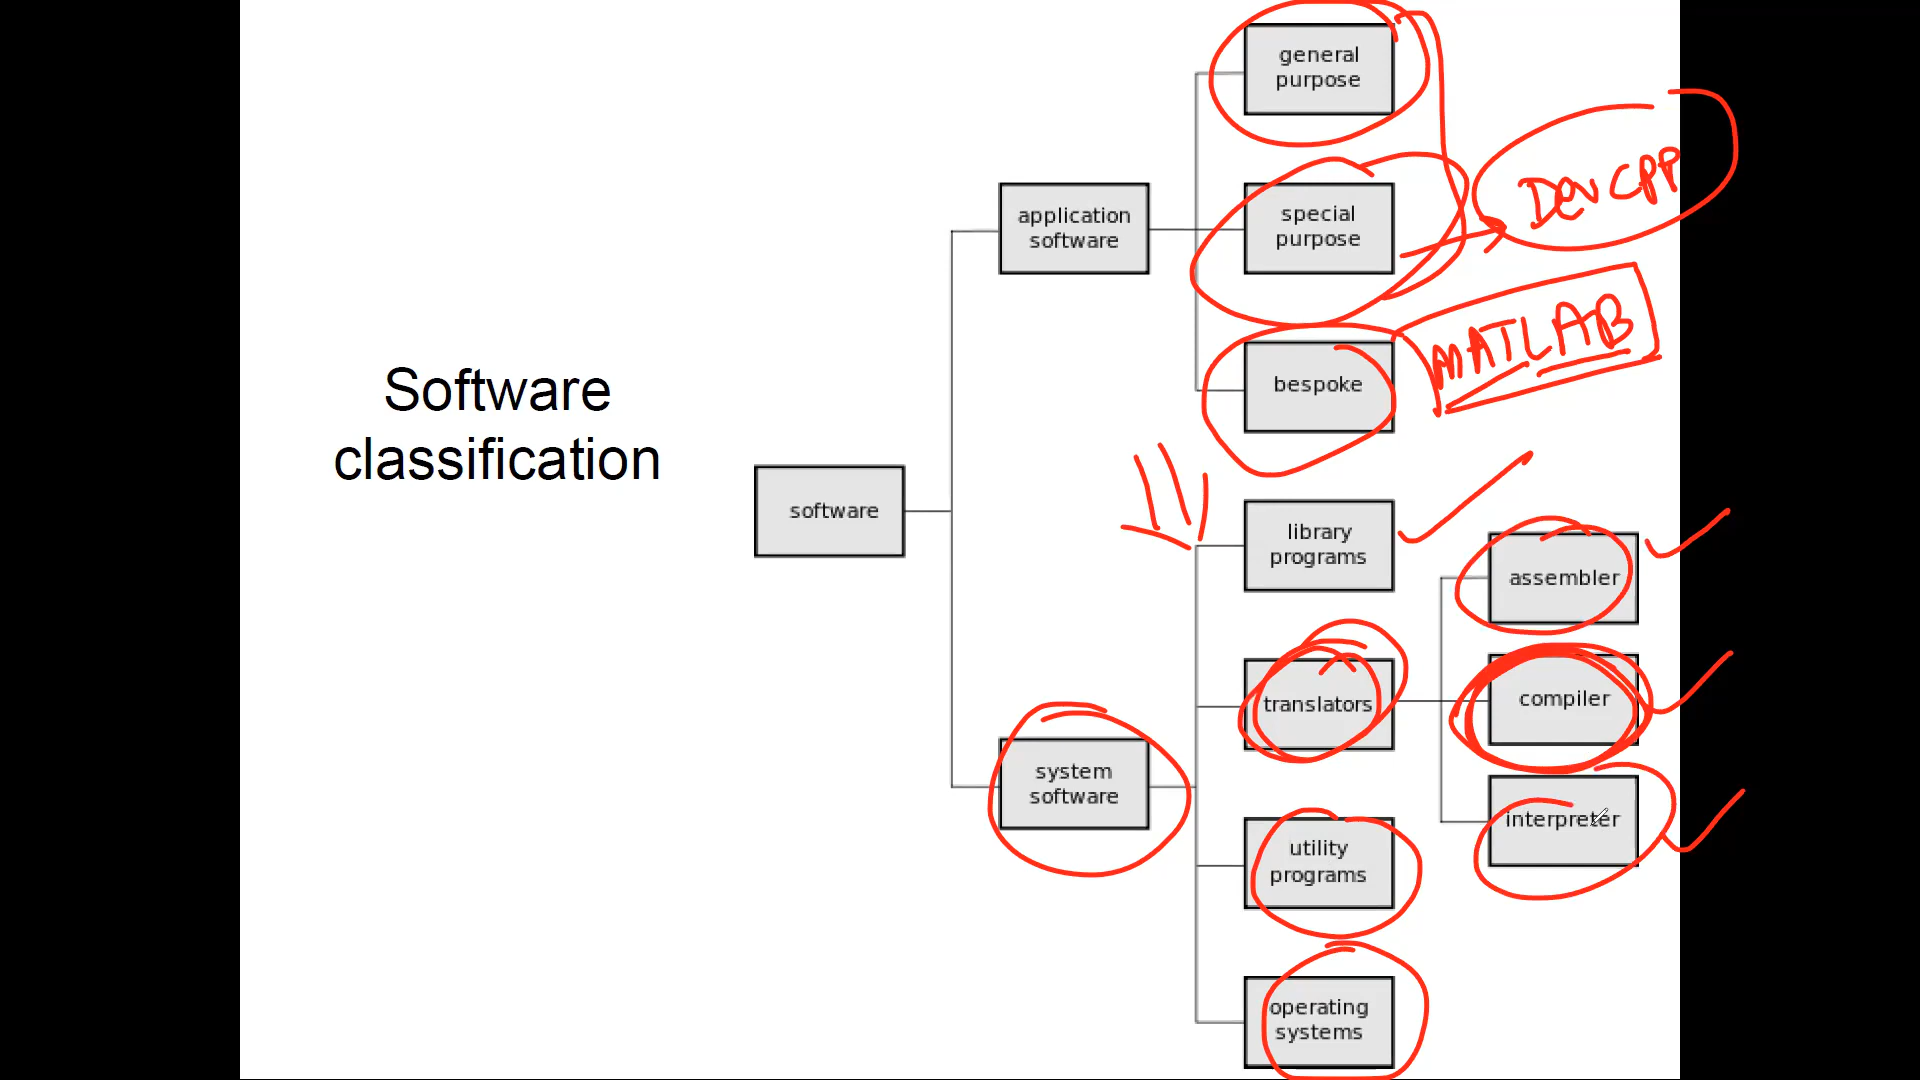 Software
classification
software
application
software
system
software
general
purpose
special
purpose
bespoke
library
programs
translators
utility
programs
operating
systems
assembler
compiler
interpreter
Dev CPP
MATLAB